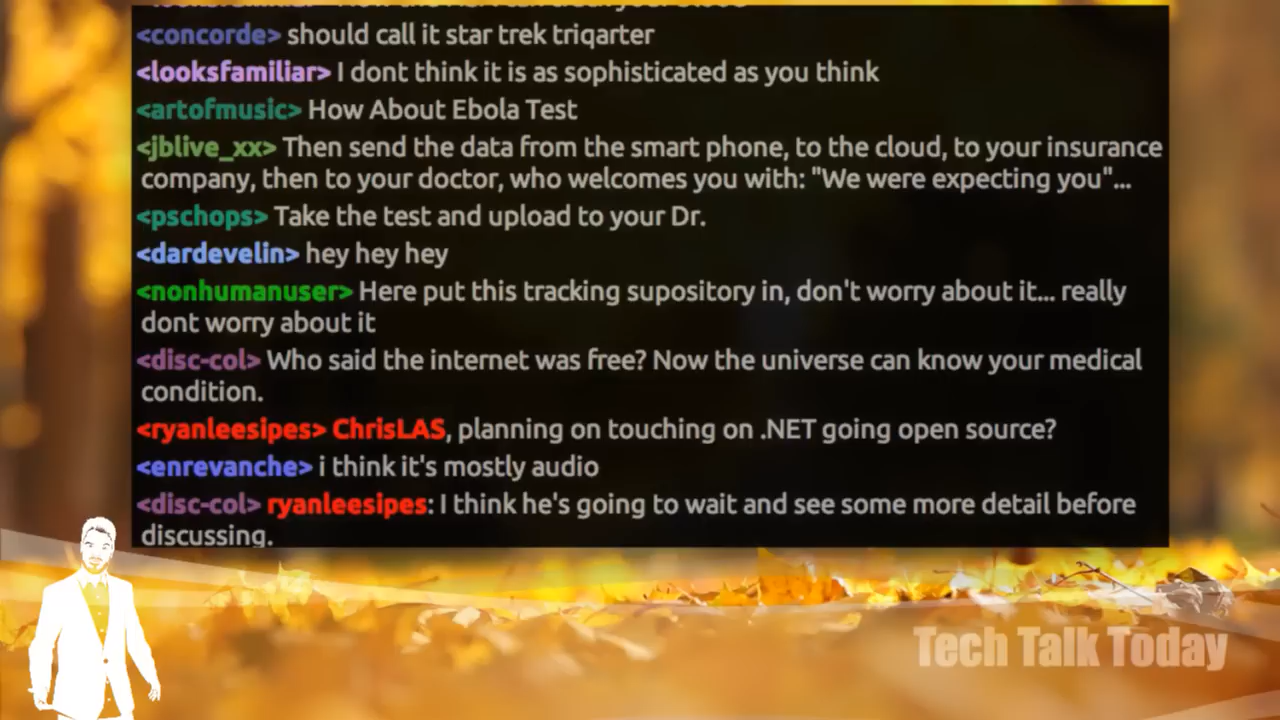 <concorde> should call it star trek triqarter
<looksfamiliar> I dont think it is as sophisticated as you think
<artofmusic> How About Ebola Test
<jblive_xx> Then send the data from the smart phone, to the cloud, to your insurance
company, then to your doctor, who welcomes you with: "We were expecting you"...
<pschops> Take the test and upload to your Dr.
<dardevelin> hey hey hey
<nonhumanuser> Here put this tracking supository in, don't worry about it... really
dont worry about it
<disc-col> Who said the internet was free? Now the universe can know your medical
condition.
<ryanleesipes> ChrisLAS, planning on touching on .NET going open source?
<enrevanche> i think it's mostly audio
<disc-col> ryanleesipes: I think he's going to wait and see some more detail before
discussing.
Tech Talk Today